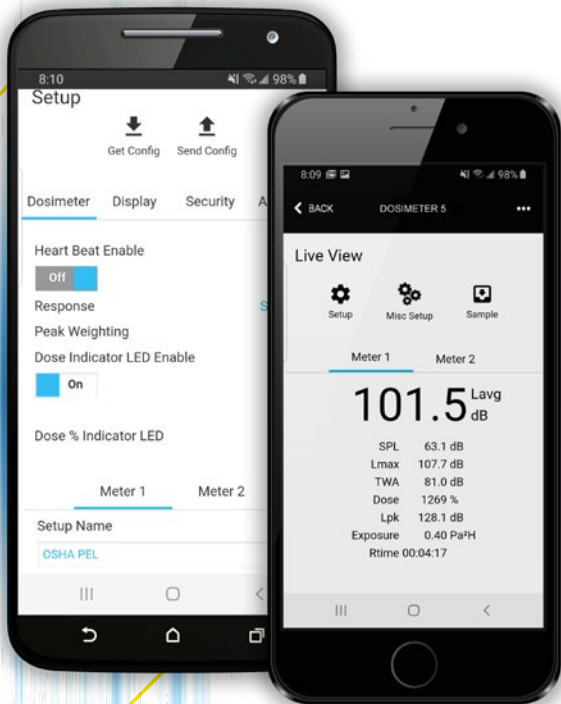 8:10 98%
Setup
Get Config Send Config
Dosimeter Display Security A
Heart Beat Enable
Off
Response S
Peak Weighting
Dose Indicator LED Enable
On
Dose % Indicator LED
Meter 1 Meter 2
Setup Name
OSHA PEL
8:09 98%
BACK DOSIMETER 5
Live View
Setup Misc Setup Sample
Meter 1 Meter 2
101.5 Lavg
dB
SPL 63.1 dB
Lmax 107.7 dB
TWA 81.0 dB
Dose 1269 %
Lpk 128.1 dB
Exposure 0.40 Pa²H
Rtime 00:04:17